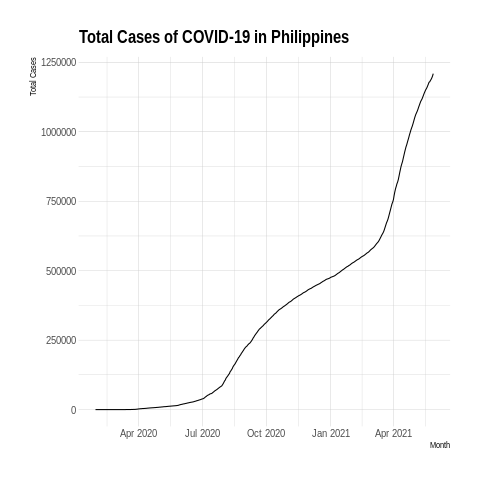 Total Cases of COVID-19 in Philippines
Total Cases
1250000
1000000
750000
500000
250000
0
Apr 2020 Jul 2020 Oct 2020 Jan 2021 Apr 2021
Month